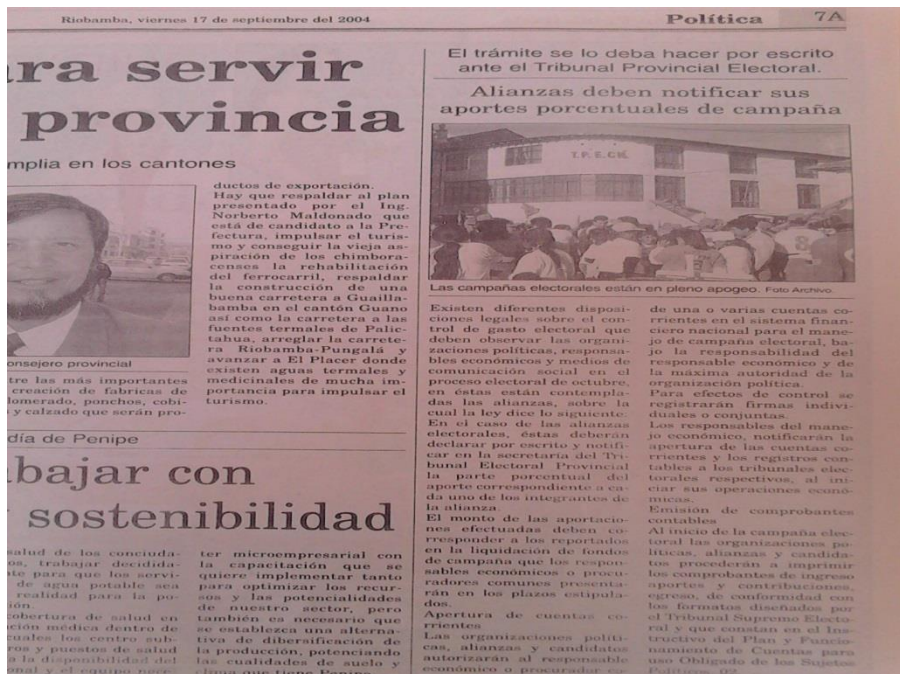 Riobamba, viernes 17 de septiembre del 2004
Política
7A
ara servir
provincia
mplia en los cantones
onsejero provincial
tre las más importantes
creación de fabricas de
lomerado, ponchos, cobi-
y calzado que serán pro-
ductos de exportación.
Hay que respaldar al plan
presentado por el Ing.
Norberto Maldonado que
está de candidato a la Pre-
fectura, impulsar el turis-
mo y conseguir la vieja as-
piración de los chimbora-
censes la rehabilitación
del ferrocarril, respaldar
la construcción de una
buena carretera a Guailla-
bamba en el cantón Guano
así como la carretera a las
fuentes termales de Palic-
tahua, arreglar la carrete-
ra Riobamba-Pungalá y
avanzar a El Placer donde
existen aguas termales y
medicinales de mucha im-
portancia para impulsar el
turismo.
día de Penipe
bajar con
sostenibilidad
salud de los conciuda-
os, trabajar decidida-
te para que los servi-
de agua potable sea
realidad para la po-
ión.
cobertura de salud en
ción médica dentro de
cuales los centro sub-
ros y puestos de salud
a la disponibilidad del
onal y el equipo nece-
ter microempresarial con
la capacitación que se
quiere implementar tanto
para optimizar los recur-
sos y las potencialidades
de nuestro sector, pero
también es necesario que
se establezca una alterna-
tiva de dibersificación de
la producción, potenciando
las cualidades de suelo y
clima que tiene Penipe
El trámite se lo deba hacer por escrito
ante el Tribunal Provincial Electoral.
Alianzas deben notificar sus
aportes porcentuales de campaña
T.P.E.CH.
8
Las campañas electorales están en pleno apogeo. Foto Archivo.
Existen diferentes disposi-
ciones legales sobre el con-
trol de gasto electoral que
deben observar las organi-
zaciones políticas, responsa-
bles económicos y medios de
comunicación social en el
proceso electoral de octubre,
en éstas están contempla-
das las alianzas, sobre la
cual la ley dice lo siguiente.
En el caso de las alianzas
electorales, éstas deberán
declarar por escrito y notifi-
car en la secretaría del Tri-
bunal Electoral Provincial
la parte porcentual del
aporte correspondiente a ca-
da uno de los integrantes de
la alianza.
El monto de las aportacio-
nes efectuadas deben co-
rresponder a los reportados
en la liquidación de fondos
de campaña que los respon-
sables económicos o procu-
radores comunes presenta-
rán en los plazos estipula-
dos.
Apertura de cuentas co-
rrientes
Las organizaciones políti-
cas, alianzas y candidatos
autorizarán al responsable
económico o procurador co-
de una o varias cuentas co-
rrientes en el sistema finan-
ciero nacional para el mane-
jo de campaña electoral, ba-
jo la responsabilidad del
responsable económico y de
la máxima autoridad de la
organización política.
Para efectos de control se
registrarán firmas indivi-
duales o conjuntas.
Los responsables del mane-
jo económico, notificarán la
apertura de las cuentas co-
rrientes y los registros con-
tables a los tribunales elec-
torales respectivos, al ini-
ciar sus operaciones econó-
micas.
Emisión de comprobantes
contables
Al inicio de la campaña elec-
toral las organizaciones po-
líticas, alianzas y candida-
tos procederán a imprimir
los comprobantes de ingreso
aportes y contribuciones,
egreso, de conformidad con
los formatos diseñados por
el Tribunal Supremo Electo-
ral y que constan en el Ins-
tructivo del Plan y Funcio-
namiento de Cuentas para
uso Obligado de los Sujetos
Políticos.